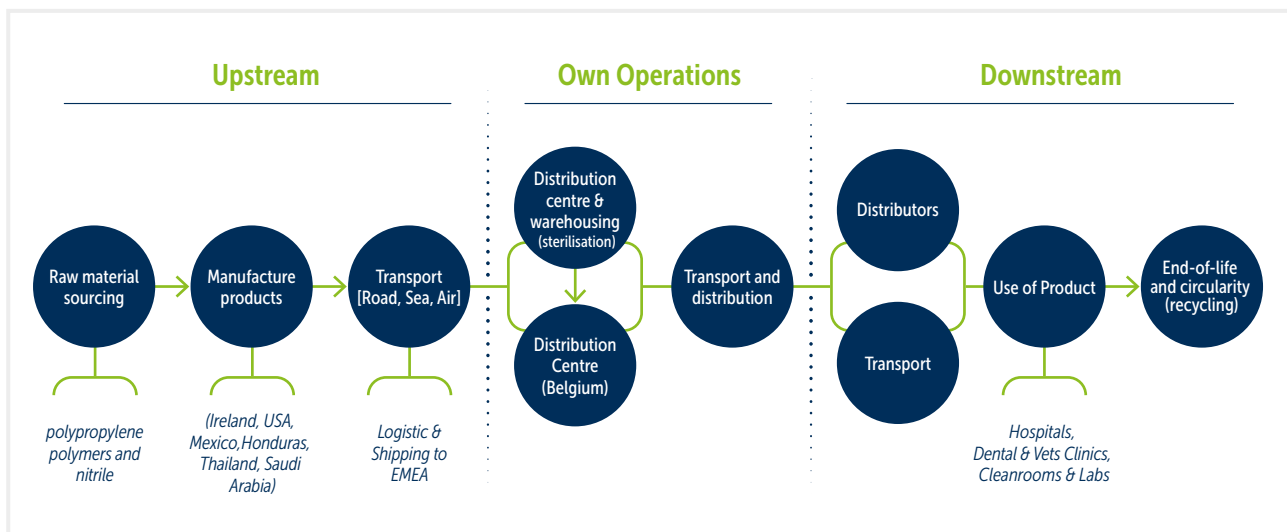 Upstream
Own Operations
Downstream
Raw material
sourcing
Manufacture
products
Transport
[Road, Sea, Air]
Distribution
centre &
warehousing
(sterilisation)
Distribution
Centre
(Belgium)
Transport and
distribution
Distributors
Transport
Use of Product
End-of-life
and circularity
(recycling)
polypropylene
polymers and
nitrile
(Ireland, USA,
Mexico,Honduras,
Thailand, Saudi
Arabia)
Logistic &
Shipping to
EMEA
Hospitals,
Dental & Vets Clinics,
Cleanrooms & Labs